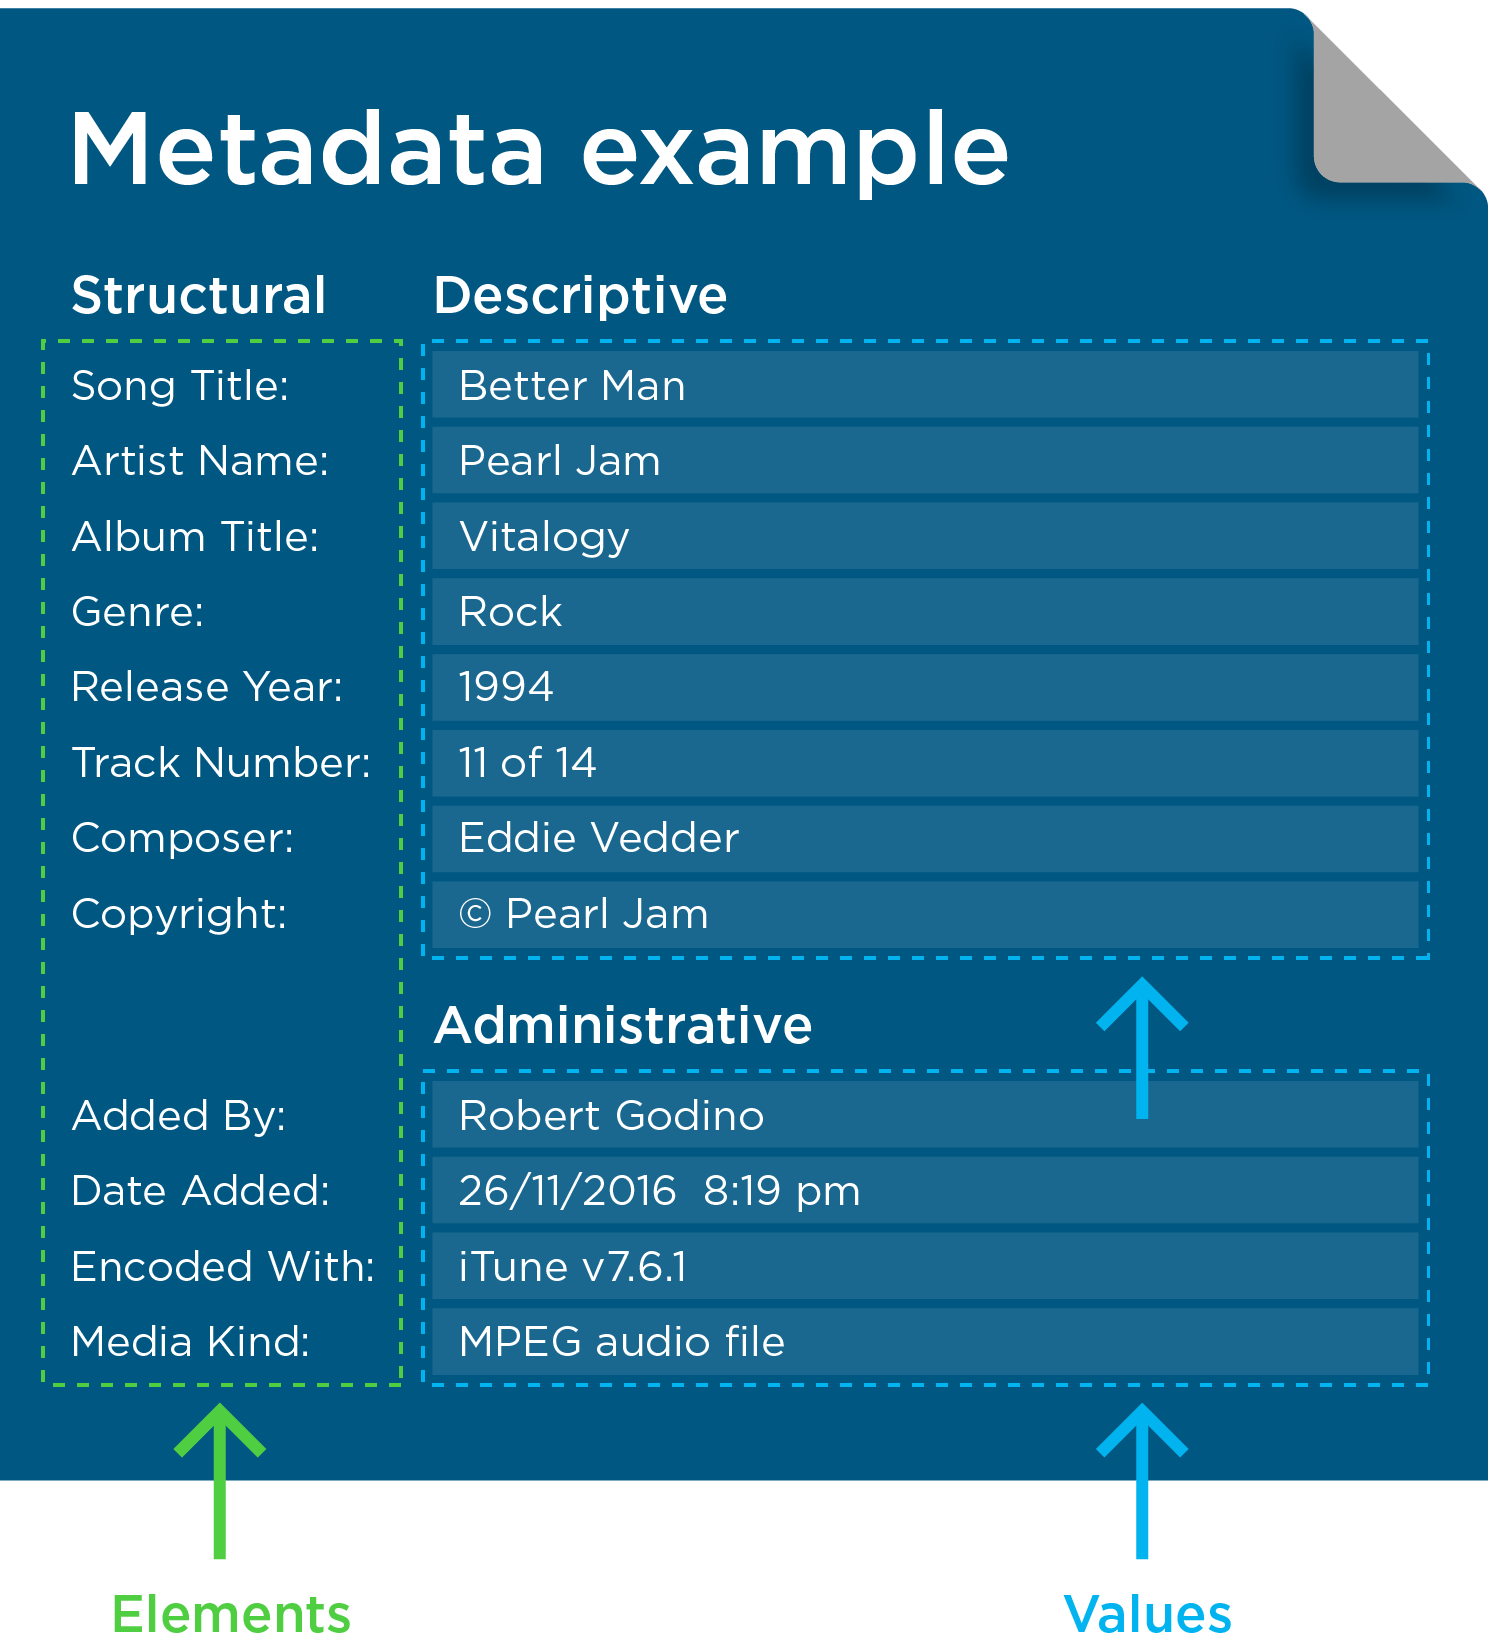 Metadata example
Structural Descriptive
Song Title: Better Man
Artist Name: Pearl Jam
Album Title: Vitalogy
Genre: Rock
Release Year: 1994
Track Number: 11 of 14
Composer: Eddie Vedder
Copyright: © Pearl Jam
Administrative
Added By: Robert Godino
Date Added: 26/11/2016 8:19 pm
Encoded With: iTune v7.6.1
Media Kind: MPEG audio file
Elements Values